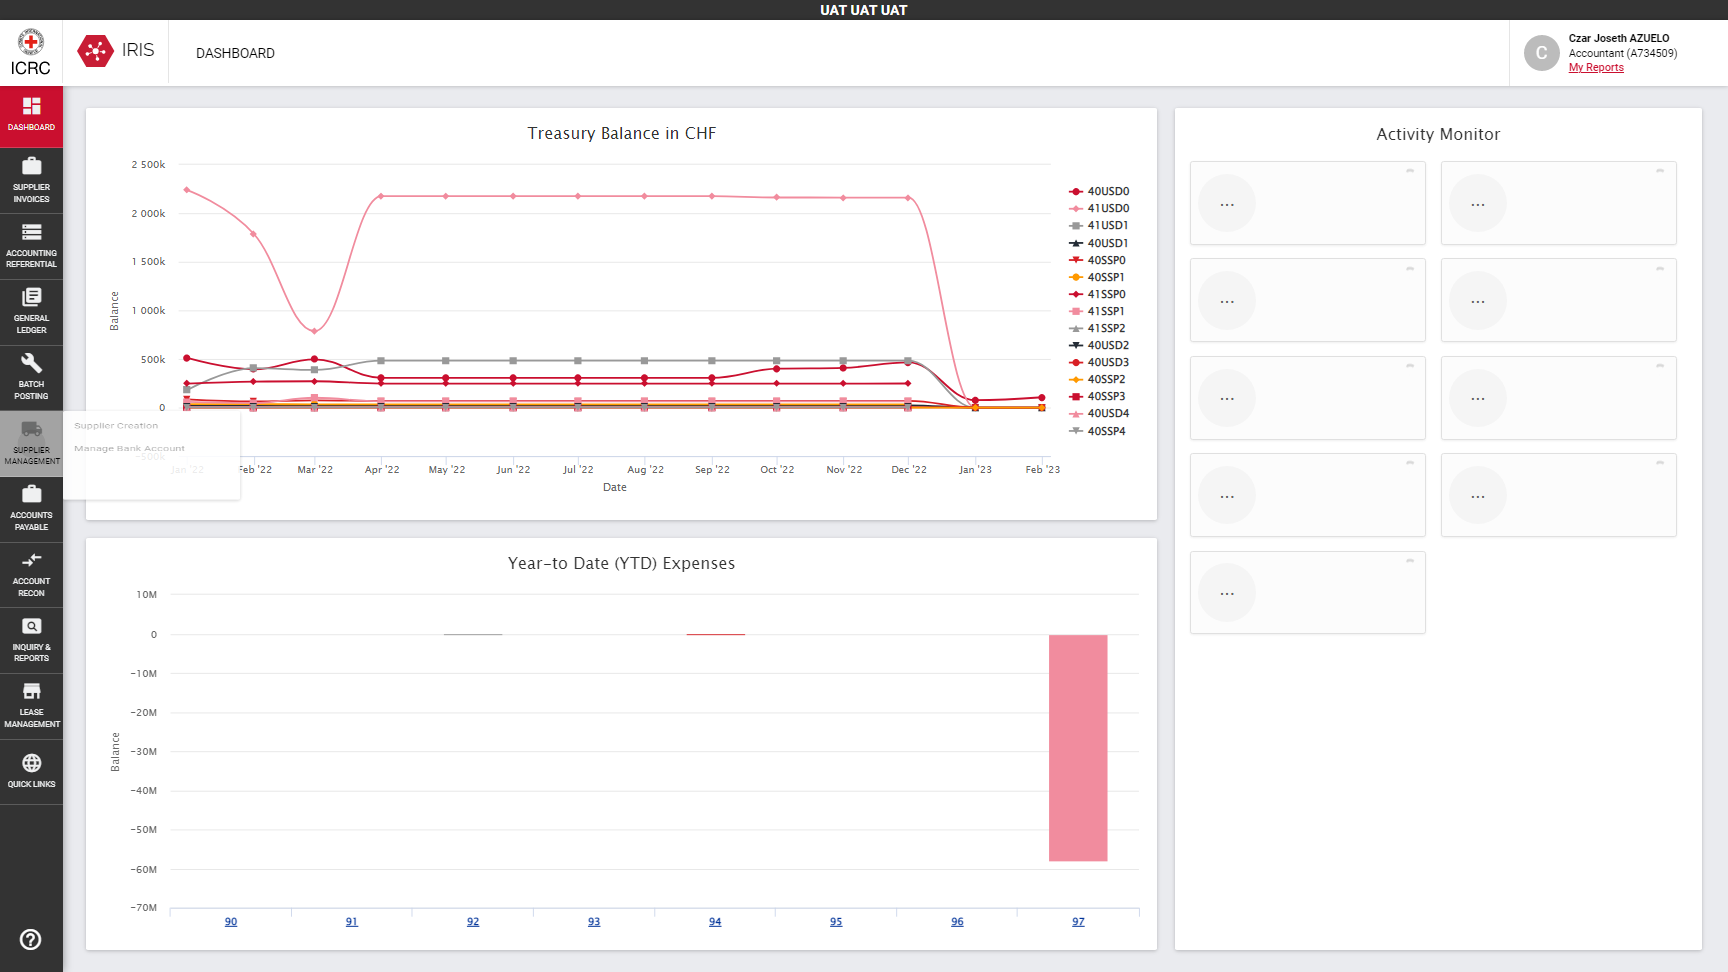 UAT UAT UAT
ICRC
IRIS
DASHBOARD
C
Czar Joseth AZUELO
Accountant (A734509)
My Reports
DASHBOARD
SUPPLIER
INVOICES
ACCOUNTING
REFERENTIAL
GENERAL
LEDGER
BATCH
POSTING
SUPPLIER
MANAGEMENT
ACCOUNTS
PAYABLE
ACCOUNT
RECON
INQUIRY &
REPORTS
LEASE
MANAGEMENT
QUICK LINKS
Supplier Creation
Manage Bank Account
Treasury Balance in CHF
2 500k
2 000k
1 500k
1 000k
500k
0
-500k
Balance
Jan '22
Feb '22
Mar '22
Apr '22
May '22
Jun '22
Jul '22
Aug '22
Sep '22
Oct '22
Nov '22
Dec '22
Jan '23
Feb '23
Date
40USD0
41USD0
41USD1
40USD1
40SSP0
40SSP1
41SSP0
41SSP1
41SSP2
40USD2
40USD3
40SSP2
40SSP3
40USD4
40SSP4
Year-to Date (YTD) Expenses
10M
0
-10M
-20M
-30M
-40M
-50M
-60M
-70M
Balance
90
91
92
93
94
95
96
97
Activity Monitor
...
...
...
...
...
...
...
...
...